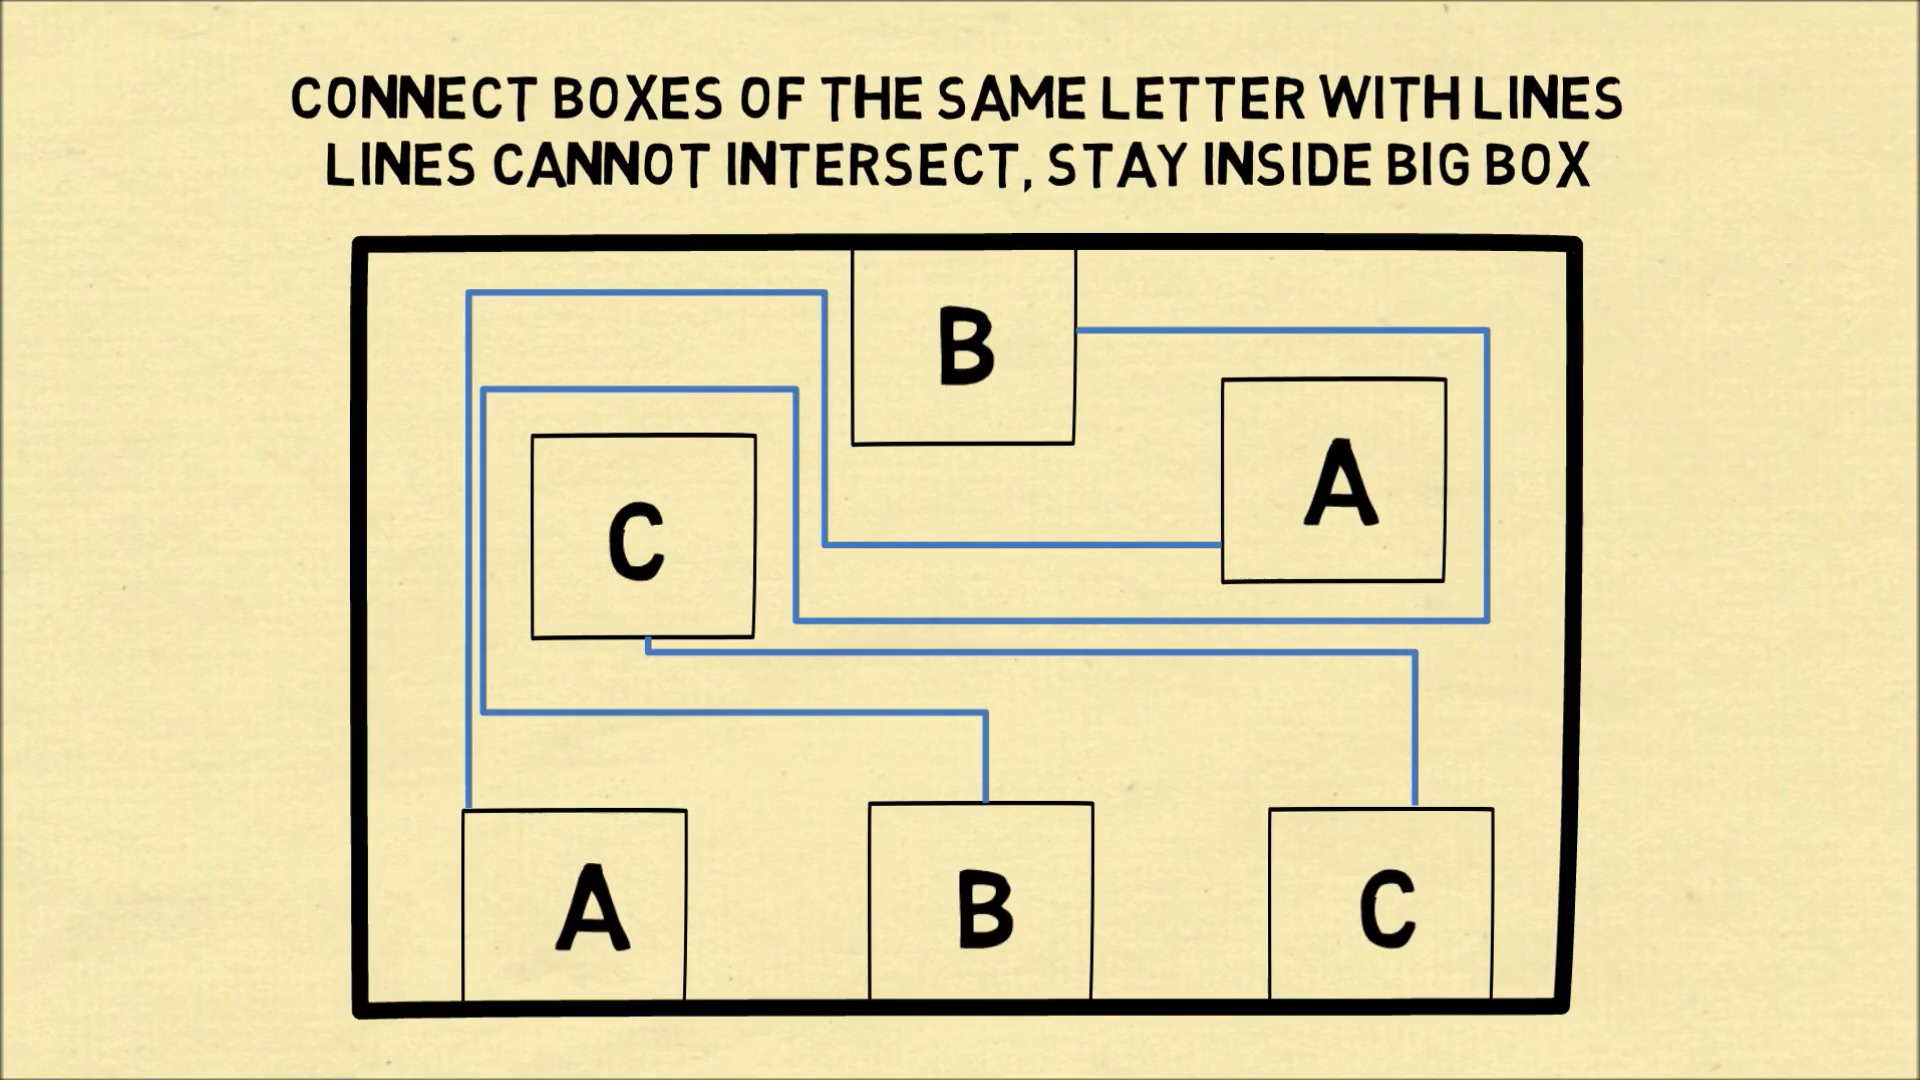 CONNECT BOXES OF THE SAME LETTER WITH LINES
LINES CANNOT INTERSECT, STAY INSIDE BIG BOX
B
A
C
A
B
C